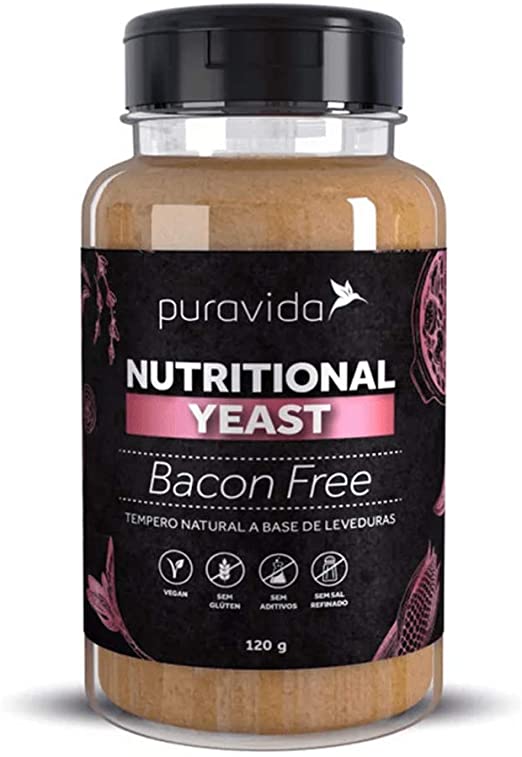 puravida
NUTRITIONAL
YEAST
Bacon Free
TEMPERO NATURAL A BASE DE LEVEDURAS
VEGAN
SEM GLÚTEN
SEM ADITIVOS
SEM SAL REFINADO
120 g